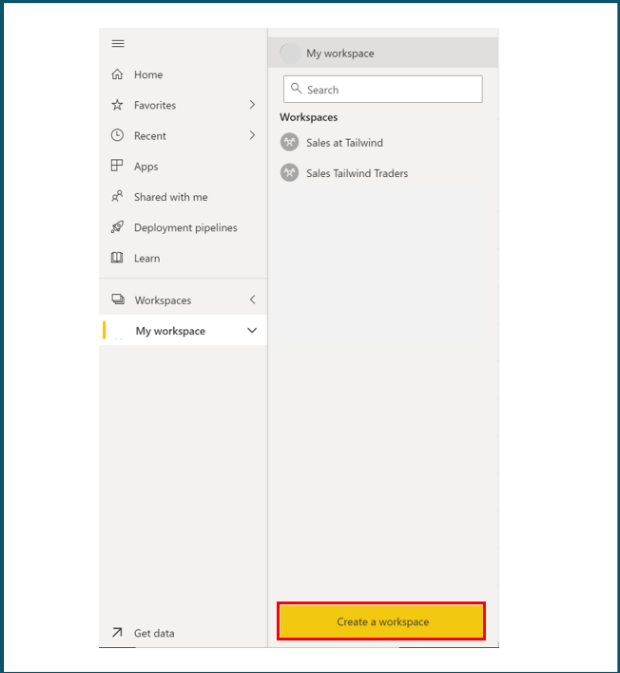 Home
Favorites
Recent
Apps
Shared with me
Deployment pipelines
Learn
Workspaces
My workspace
Get data
My workspace
Search
Workspaces
Sales at Tailwind
Sales Tailwind Traders
Create a workspace